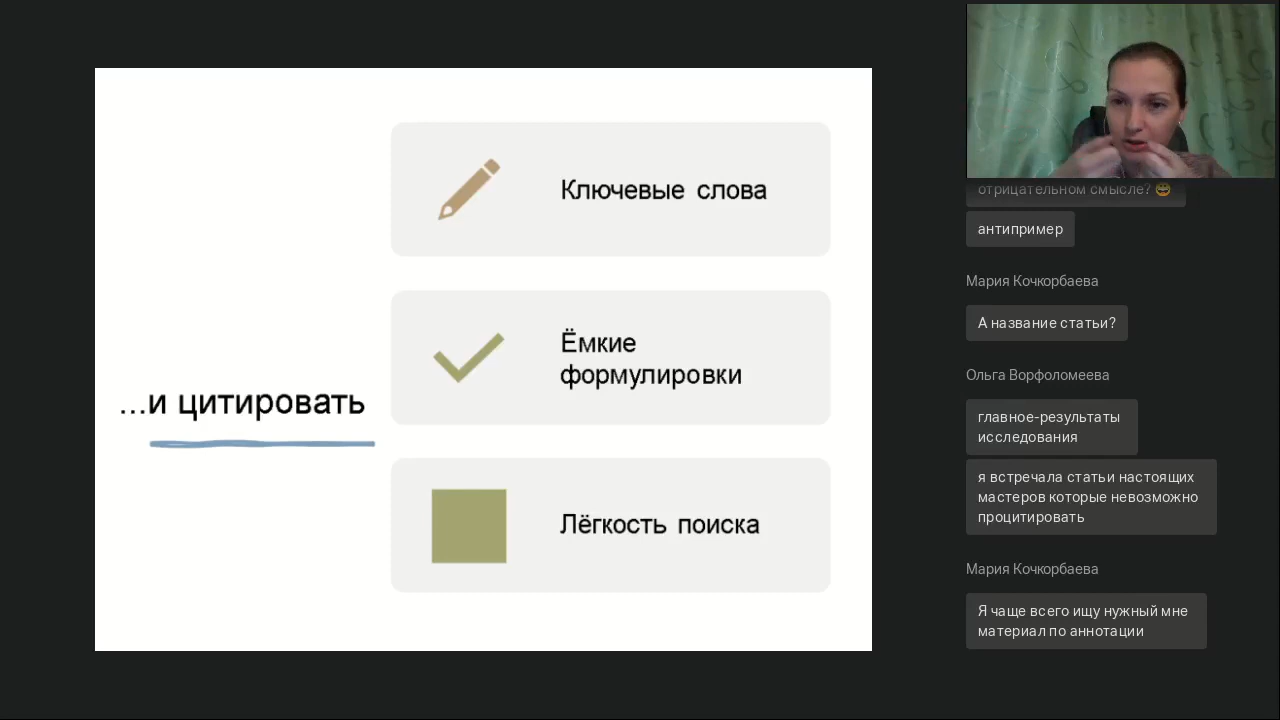 ...и цитировать
Ключевые слова
Ёмкие
формулировки
Лёгкость поиска
отрицательном смысле? 😎
антипример
Мария Кочкорбаева
А название статьи?
Ольга Ворфоломеева
главное-результаты
исследования
я встречала статьи настоящих
мастеров которые невозможно
процитировать
Мария Кочкорбаева
Я чаще всего ищу нужный мне
материал по аннотации